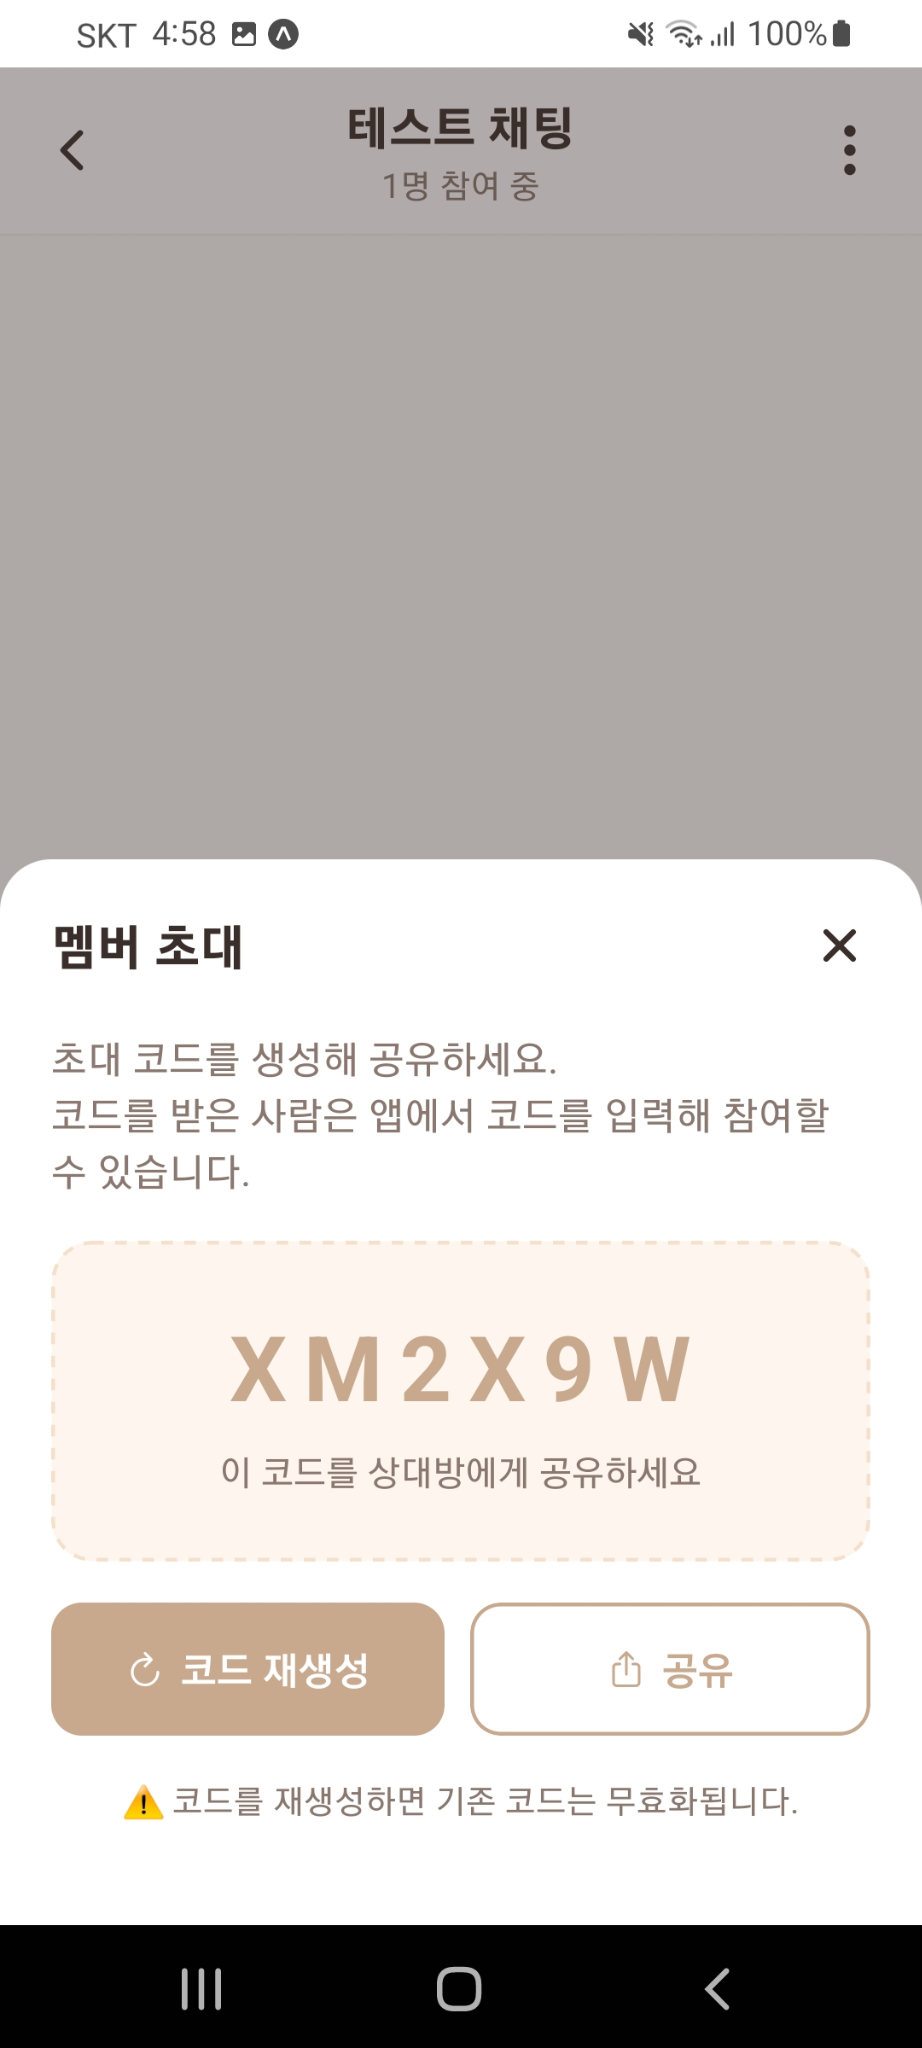 SKT 4:58 100%
테스트 채팅
1명 참여 중
멤버 초대
초대 코드를 생성해 공유하세요.
코드를 받은 사람은 앱에서 코드를 입력해 참여할
수 있습니다.
XM2X9W
이 코드를 상대방에게 공유하세요
코드 재생성
공유
⚠️ 코드를 재생성하면 기존 코드는 무효화됩니다.